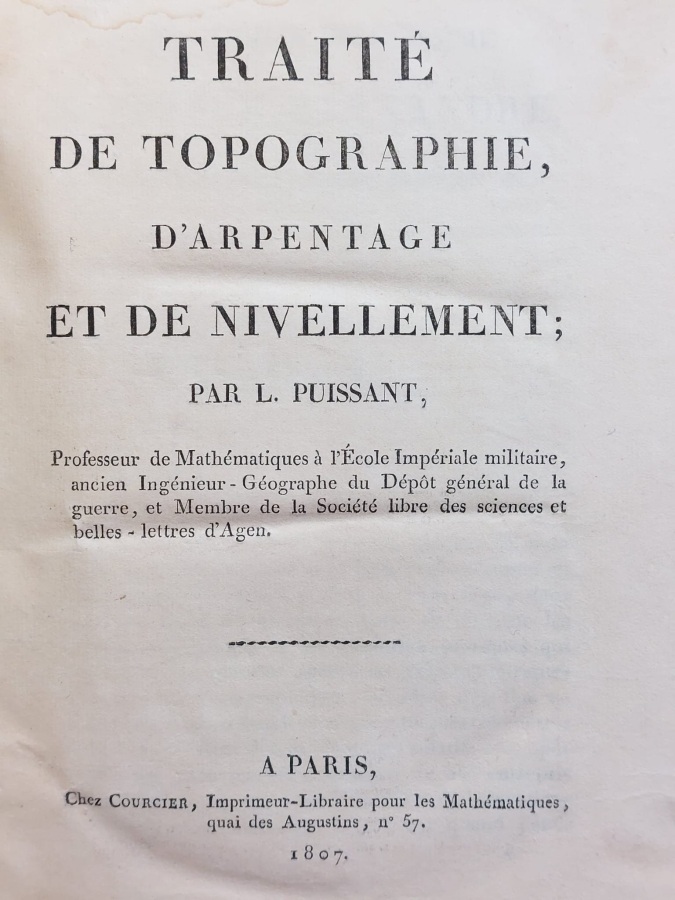 TRAITÉ
DE TOPOGRAPHIE,
D'ARPENTAGE
ET DE NIVELLEMENT;
PAR L. PUISSANT,
Professeur de Mathématiques à l'École Impériale militaire,
ancien Ingénieur-Géographe du Dépôt général de la
guerre, et Membre de la Société libre des sciences et
belles-lettres d'Agen.
A PARIS,
Chez COURCIER, Imprimeur-Libraire pour les Mathématiques,
quai des Augustins, n° 57.
1807.